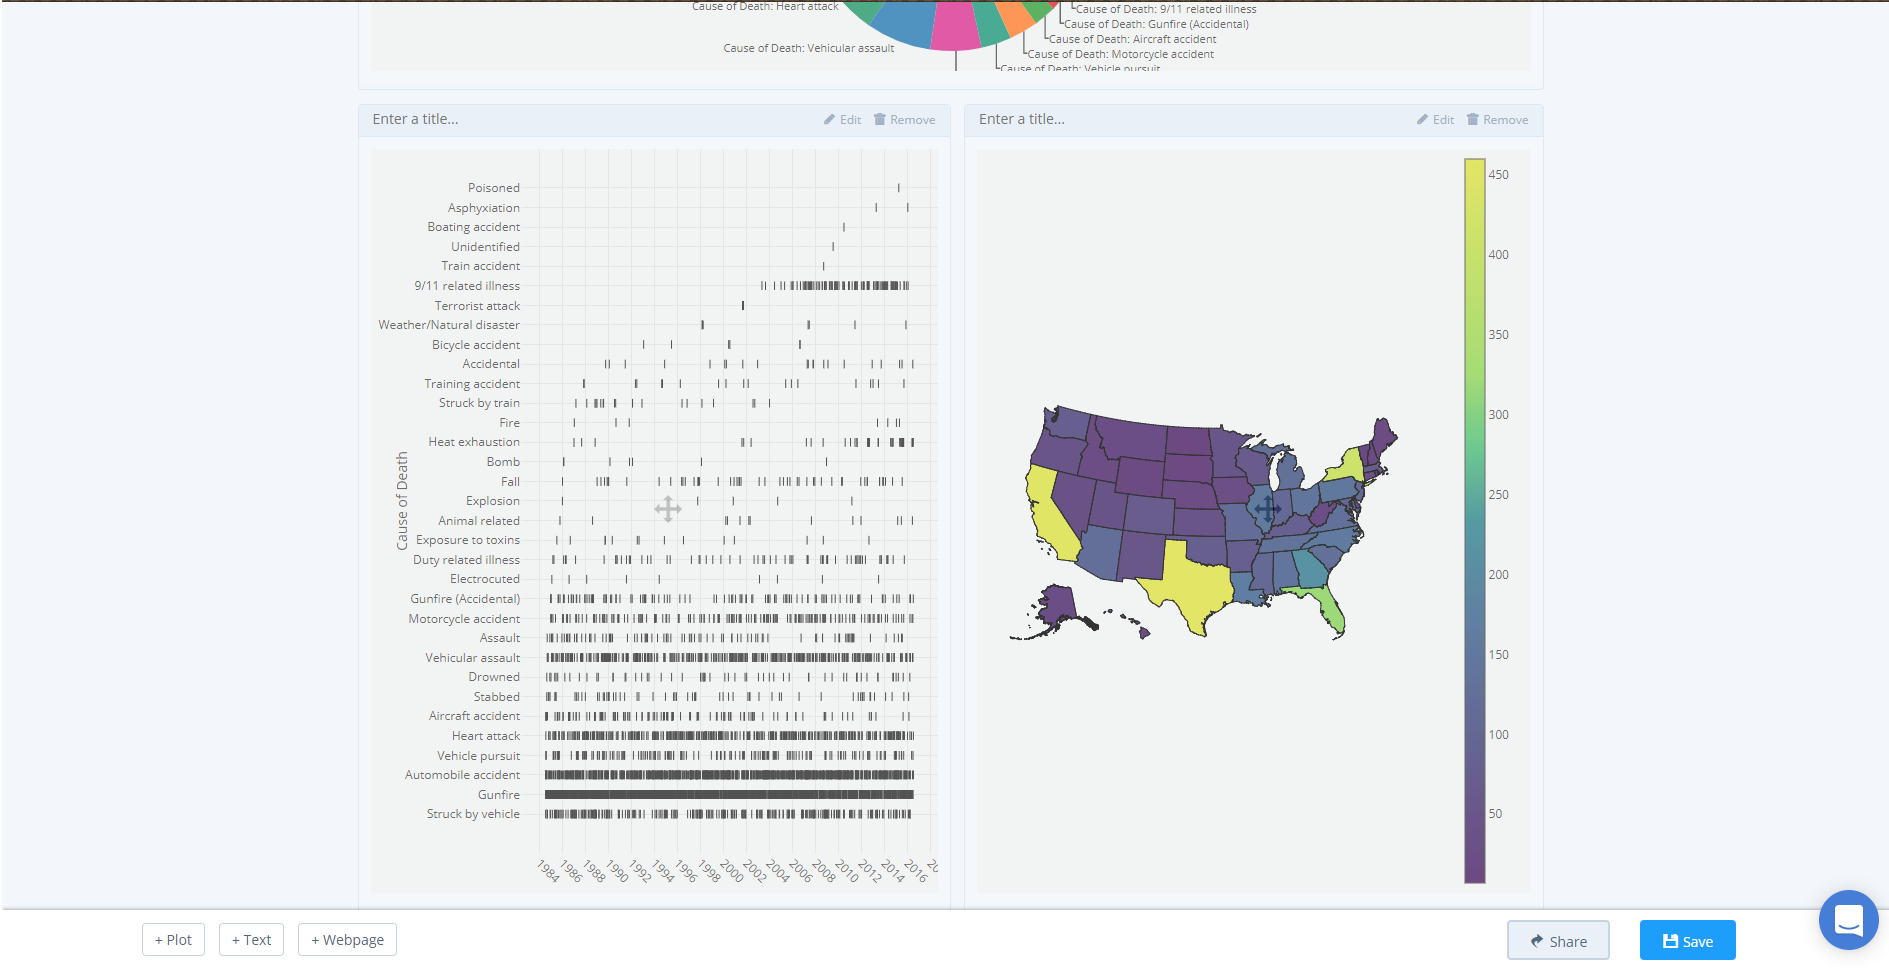 Cause of Death: Heart attack
Cause of Death: 9/11 related illness
Cause of Death: Gunfire (Accidental)
Cause of Death: Aircraft accident
Cause of Death: Vehicular assault
Cause of Death: Motorcycle accident
Cause of Death: Vehicle pursuit
Enter a title...
Edit
Remove
Enter a title...
Edit
Remove
Cause of Death
Poisoned
Asphyxiation
Boating accident
Unidentified
Train accident
9/11 related illness
Terrorist attack
Weather/Natural disaster
Bicycle accident
Accidental
Training accident
Struck by train
Fire
Heat exhaustion
Bomb
Fall
Explosion
Animal related
Exposure to toxins
Duty related illness
Electrocuted
Gunfire (Accidental)
Motorcycle accident
Assault
Vehicular assault
Drowned
Stabbed
Aircraft accident
Heart attack
Vehicle pursuit
Automobile accident
Gunfire
Struck by vehicle
1984
1986
1988
1990
1992
1994
1996
1998
2000
2002
2004
2006
2008
2010
2012
2014
2016
20
450
400
350
300
250
200
150
100
50
+ Plot
+ Text
+ Webpage
Share
Save